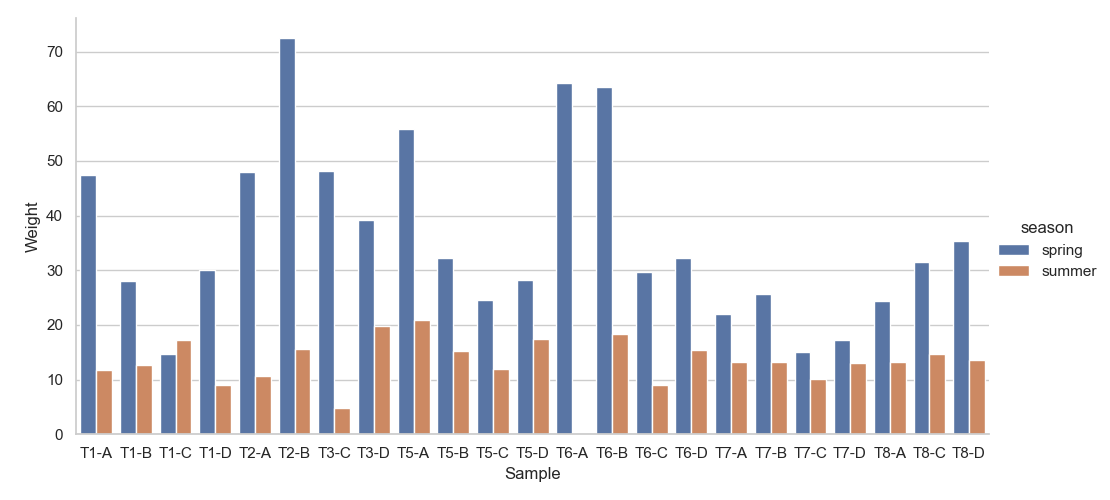 70
60
50
40
30
20
10
0
Weight
T1-A T1-B T1-C T1-D T2-A T2-B T3-C T3-D T5-A T5-B T5-C T5-D T6-A T6-B T6-C T6-D T7-A T7-B T7-C T7-D T8-A T8-C T8-D
Sample
season
spring
summer